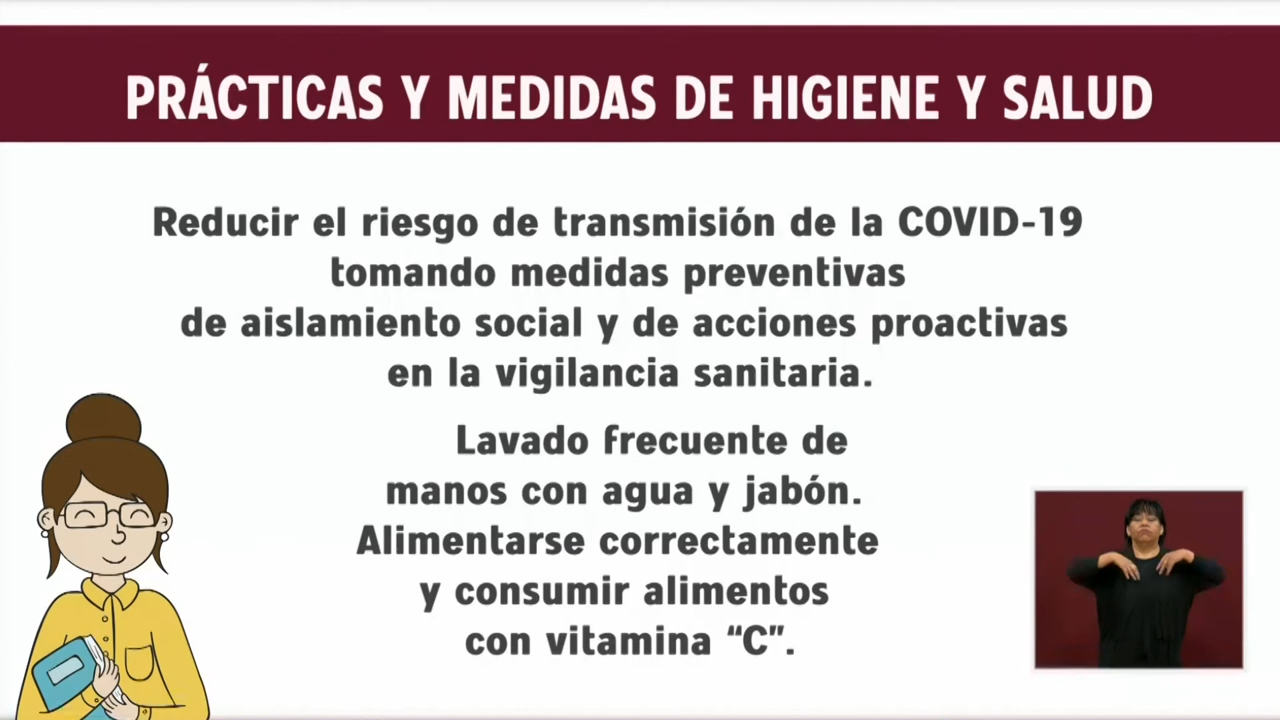 PRÁCTICAS Y MEDIDAS DE HIGIENE Y SALUD
Reducir el riesgo de transmisión de la COVID-19
tomando medidas preventivas
de aislamiento social y de acciones proactivas
en la vigilancia sanitaria.
Lavado frecuente de
manos con agua y jabón.
Alimentarse correctamente
y consumir alimentos
con vitamina “C”.